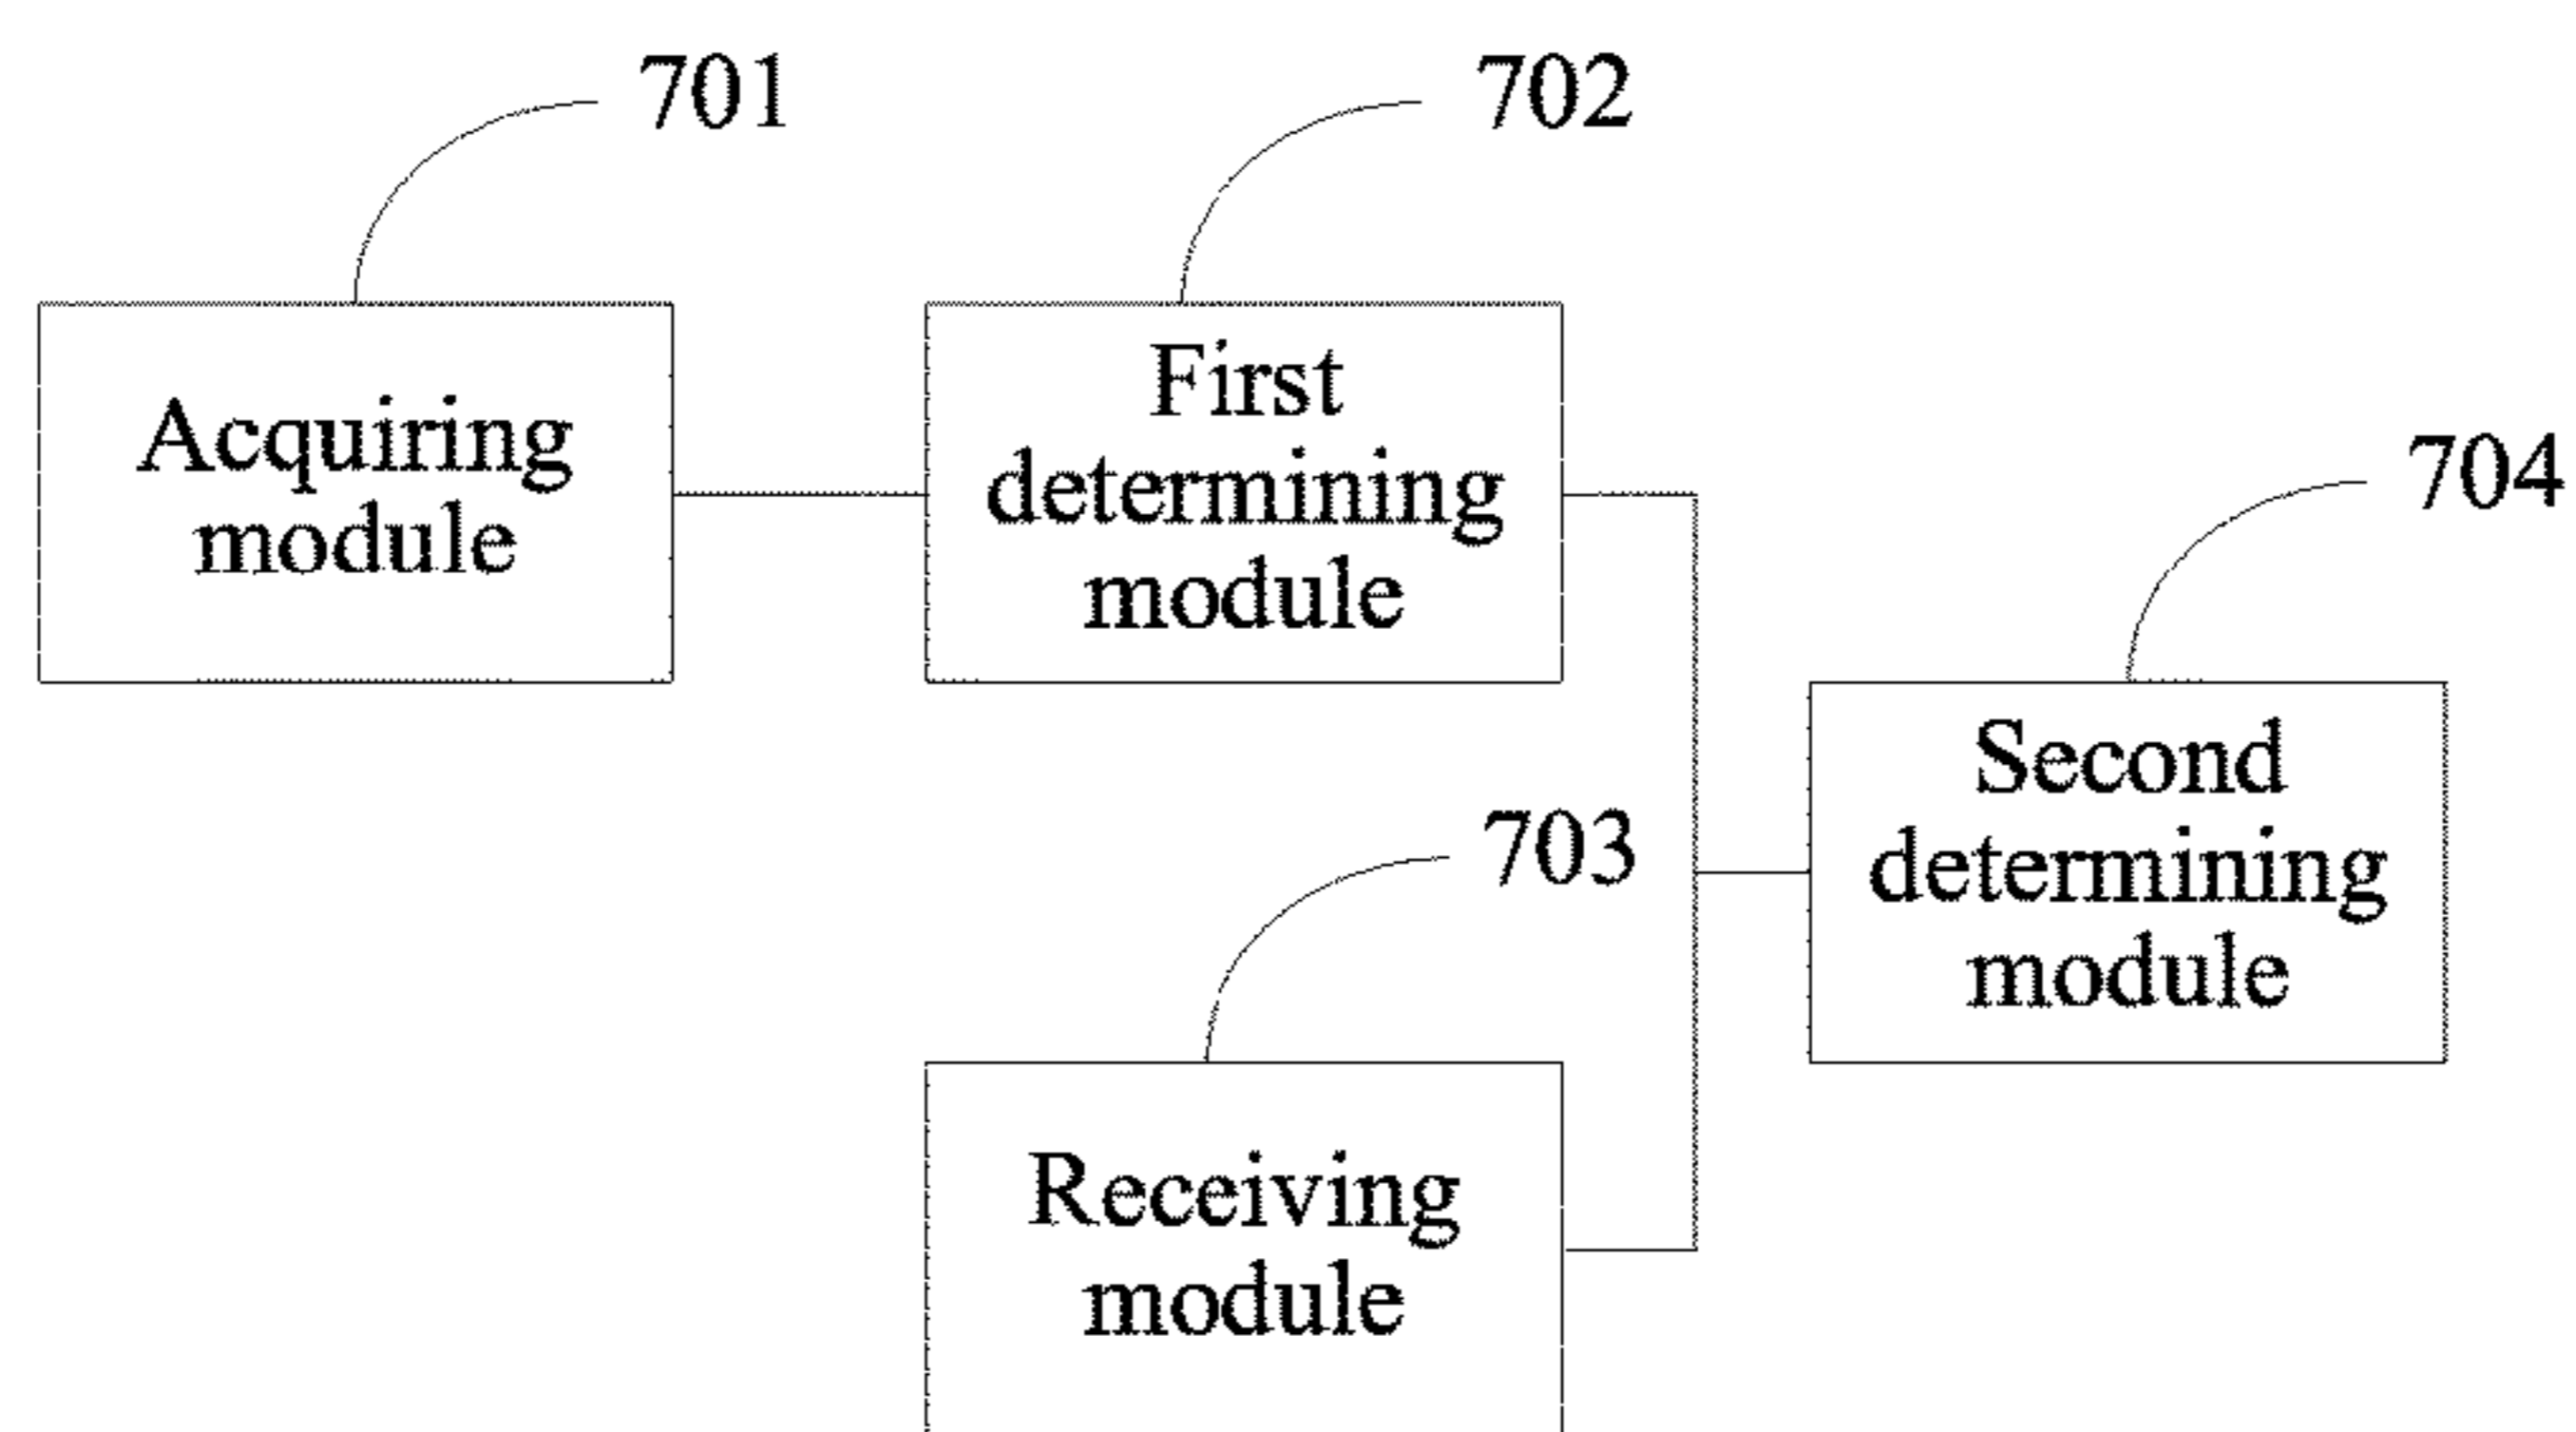 701
702
Acquiring
module
First
determining
module
704
Second
determining
module
703
Receiving
module